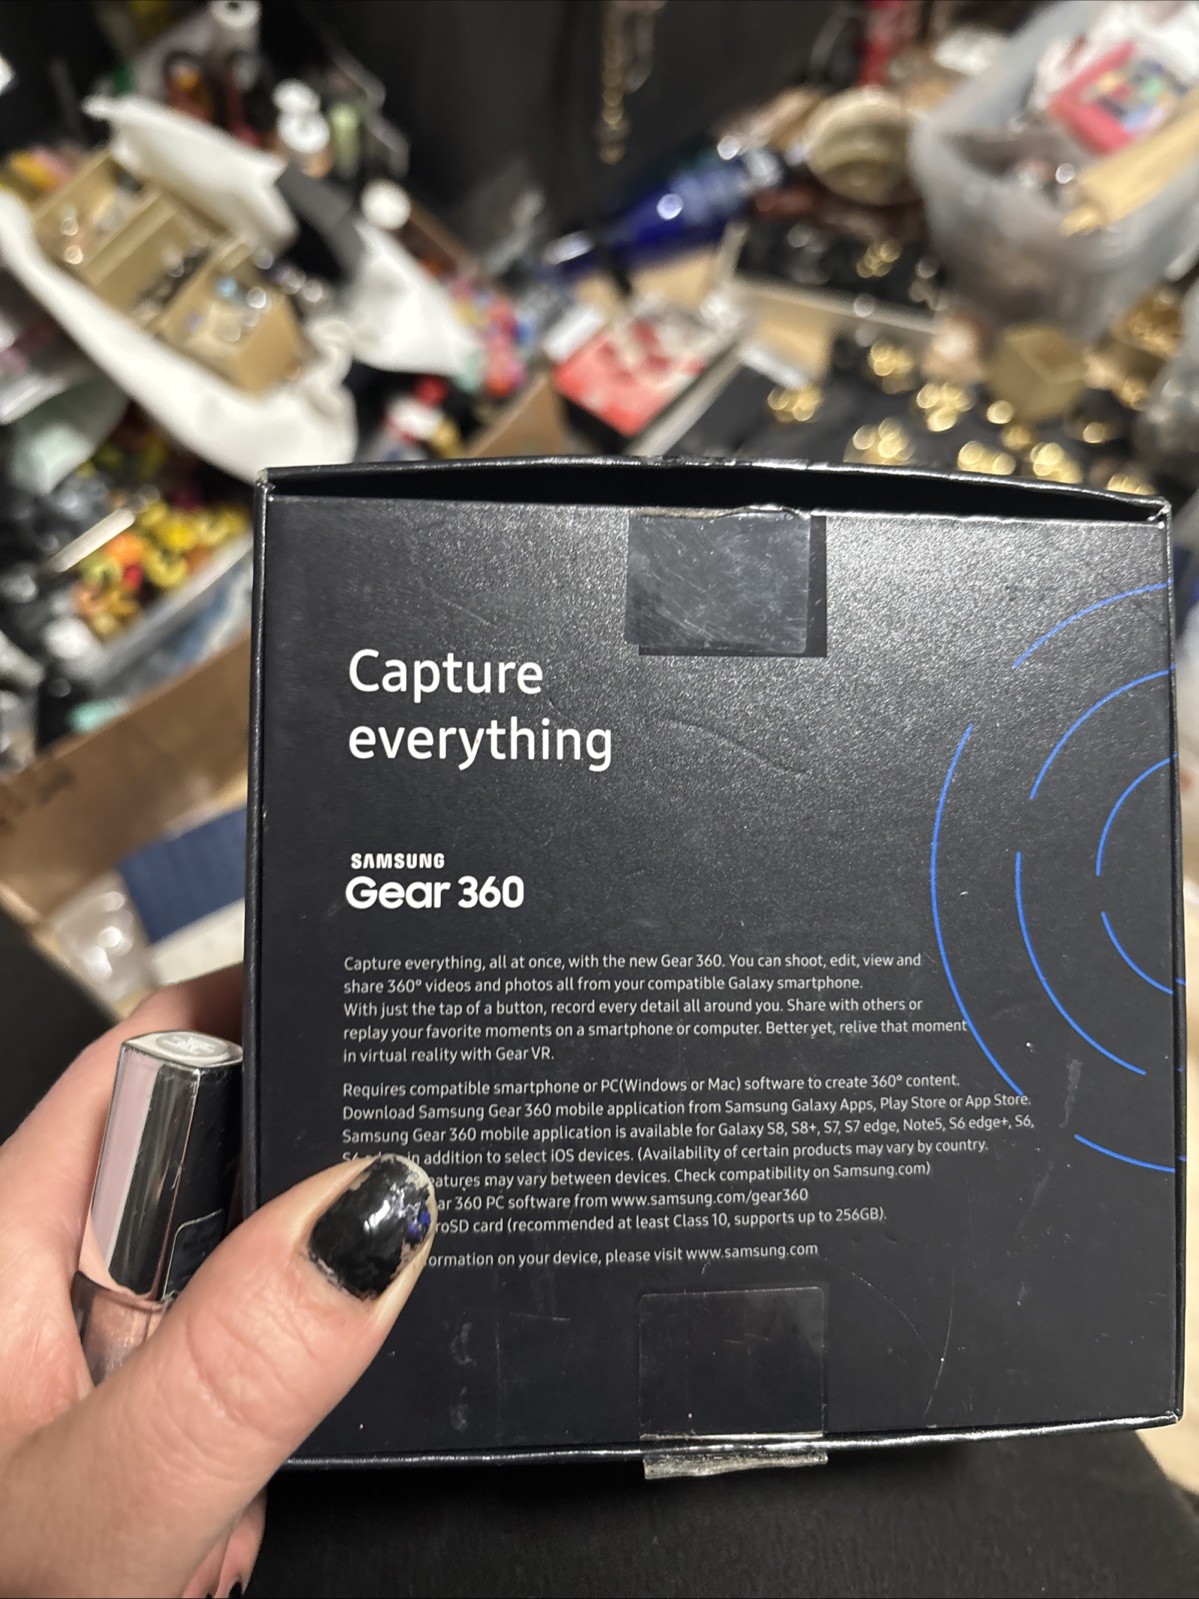 Capture
everything
SAMSUNG
Gear 360
Capture everything, all at once, with the new Gear 360. You can shoot, edit, view and
share 360° videos and photos all from your compatible Galaxy smartphone.
With just the tap of a button, record every detail all around you. Share with others or
replay your favorite moments on a smartphone or computer. Better yet, relive that moment
in virtual reality with Gear VR.
Requires compatible smartphone or PC(Windows or Mac) software to create 360° content.
Download Samsung Gear 360 mobile application from Samsung Galaxy Apps, Play Store or App Store.
Samsung Gear 360 mobile application is available for Galaxy S8, S8+, S7, S7 edge, Note5, S6 edge+, S6,
addition to select iOS devices. (Availability of certain products may vary by country.
may vary between devices. Check compatibility on Samsung.com)
360 PC software from www.samsung.com/gear360
card (recommended at least Class 10, supports up to 256GB).
on your device, please visit www.samsung.com